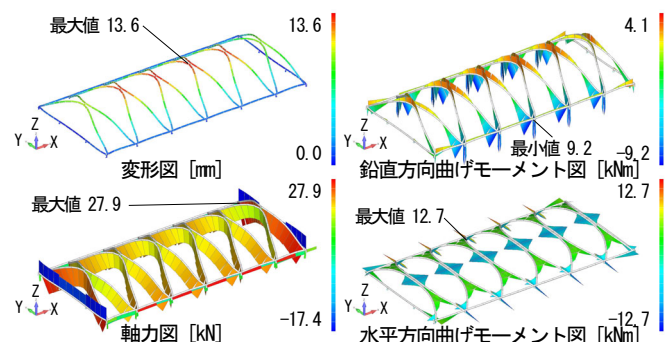 最大値 13.6
13.6
Z
Y X
0.0
変形図 [mm]
4.1
Z
Y X
最小値 9.2
-9.2
鉛直方向曲げモーメント図 [kNm]
最大値 27.9
27.9
Z
Y X
-17.4
軸力図 [kN]
最大値 12.7
12.7
Z
Y X
-12.7
水平方向曲げモーメント図 [kNm]